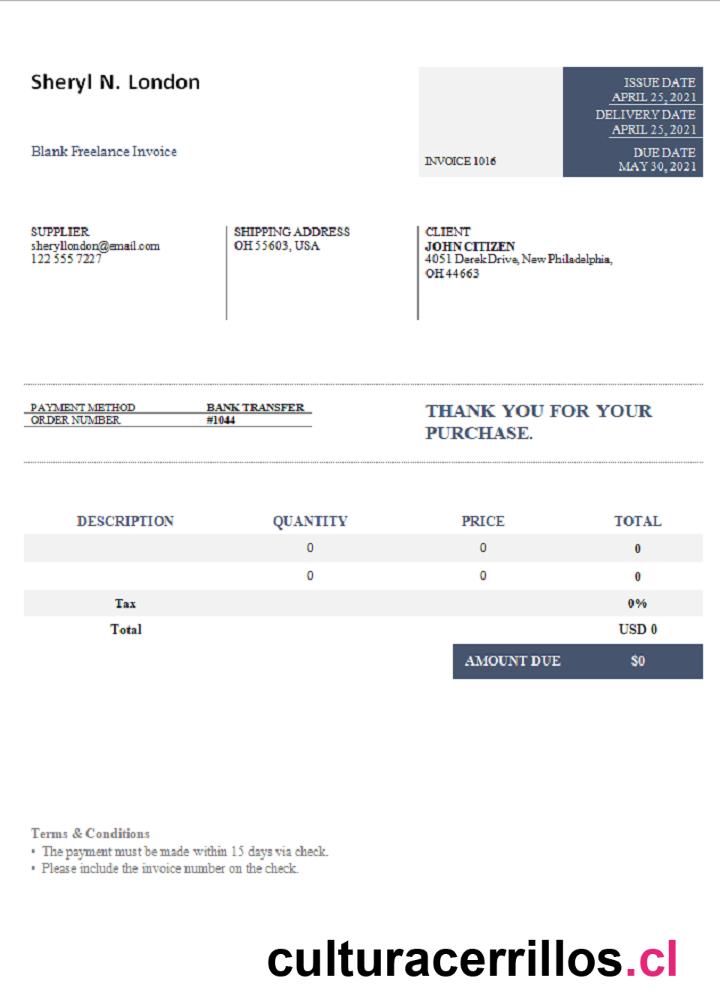 Sheryl N. London
Blank Freelance Invoice
INVOICE 1016
ISSUE DATE
APRIL 25, 2021
DELIVERY DATE
APRIL 25, 2021
DUE DATE
MAY 30, 2021
SUPPLIER
sheryllondon@email.com
122 555 7227
SHIPPING ADDRESS
OH 55603, USA
CLIENT
JOHN CITIZEN
4051 Derek Drive, New Philadelphia,
OH 44663
PAYMENT METHOD BANK TRANSFER
ORDER NUMBER #1044
THANK YOU FOR YOUR
PURCHASE.
DESCRIPTION QUANTITY PRICE TOTAL
0 0 0
0 0 0
Tax 0%
Total USD 0
AMOUNT DUE $0
Terms & Conditions
• The payment must be made within 15 days via check.
• Please include the invoice number on the check.
culturacerrillos.cl